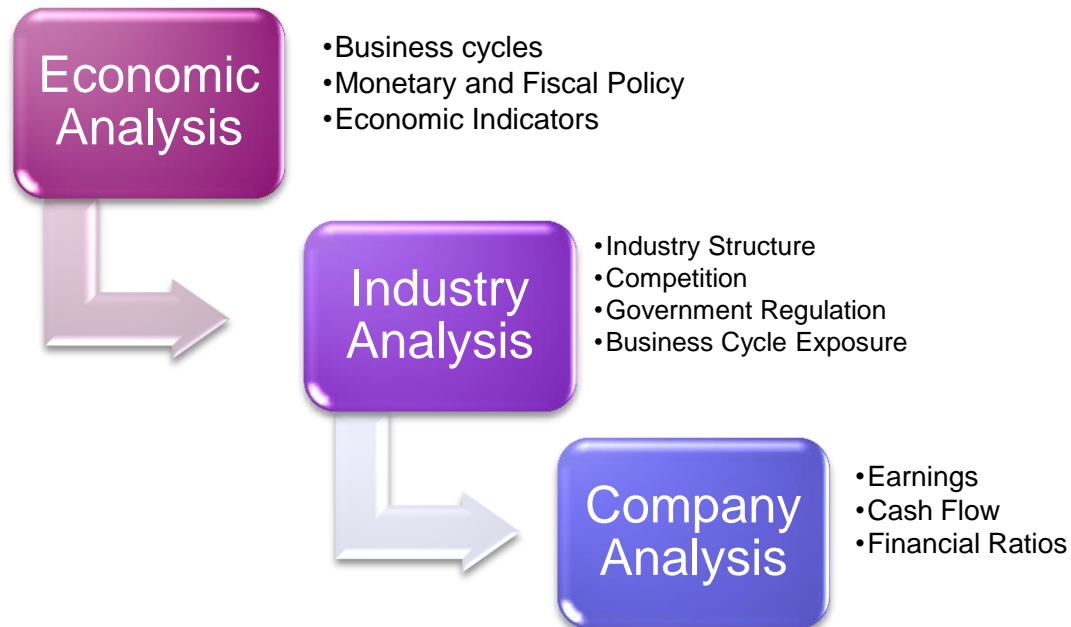 Economic
Analysis
•Business cycles
•Monetary and Fiscal Policy
•Economic Indicators
Industry
Analysis
•Industry Structure
•Competition
•Government Regulation
•Business Cycle Exposure
Company
Analysis
•Earnings
•Cash Flow
•Financial Ratios